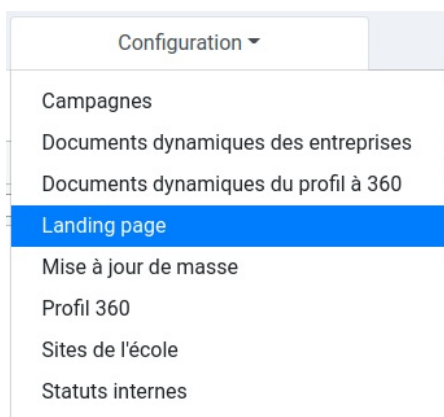 Configuration
Campagnes
Documents dynamiques des entreprises
Documents dynamiques du profil à 360
Landing page
Mise à jour de masse
Profil 360
Sites de l'école
Statuts internes